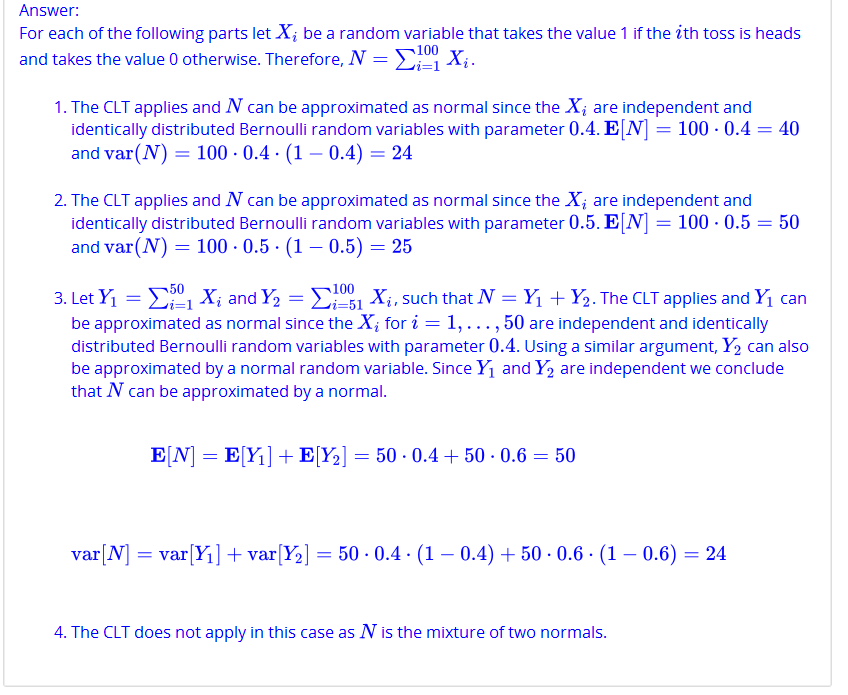 Answer:
For each of the following parts let X_i be a random variable that takes the value 1 if the ith toss is heads
and takes the value 0 otherwise. Therefore, N = ∑_{i=1}^{100} X_i.
1. The CLT applies and N can be approximated as normal since the X_i are independent and
identically distributed Bernoulli random variables with parameter 0.4. E[N] = 100 · 0.4 = 40
and var(N) = 100 · 0.4 · (1 − 0.4) = 24
2. The CLT applies and N can be approximated as normal since the X_i are independent and
identically distributed Bernoulli random variables with parameter 0.5. E[N] = 100 · 0.5 = 50
and var(N) = 100 · 0.5 · (1 − 0.5) = 25
3. Let Y_1 = ∑_{i=1}^{50} X_i and Y_2 = ∑_{i=51}^{100} X_i, such that N = Y_1 + Y_2. The CLT applies and Y_1 can
be approximated as normal since the X_i for i = 1, . . . , 50 are independent and identically
distributed Bernoulli random variables with parameter 0.4. Using a similar argument, Y_2 can also
be approximated by a normal random variable. Since Y_1 and Y_2 are independent we conclude
that N can be approximated by a normal.
E[N] = E[Y_1] + E[Y_2] = 50 · 0.4 + 50 · 0.6 = 50
var[N] = var[Y_1] + var[Y_2] = 50 · 0.4 · (1 − 0.4) + 50 · 0.6 · (1 − 0.6) = 24
4. The CLT does not apply in this case as N is the mixture of two normals.